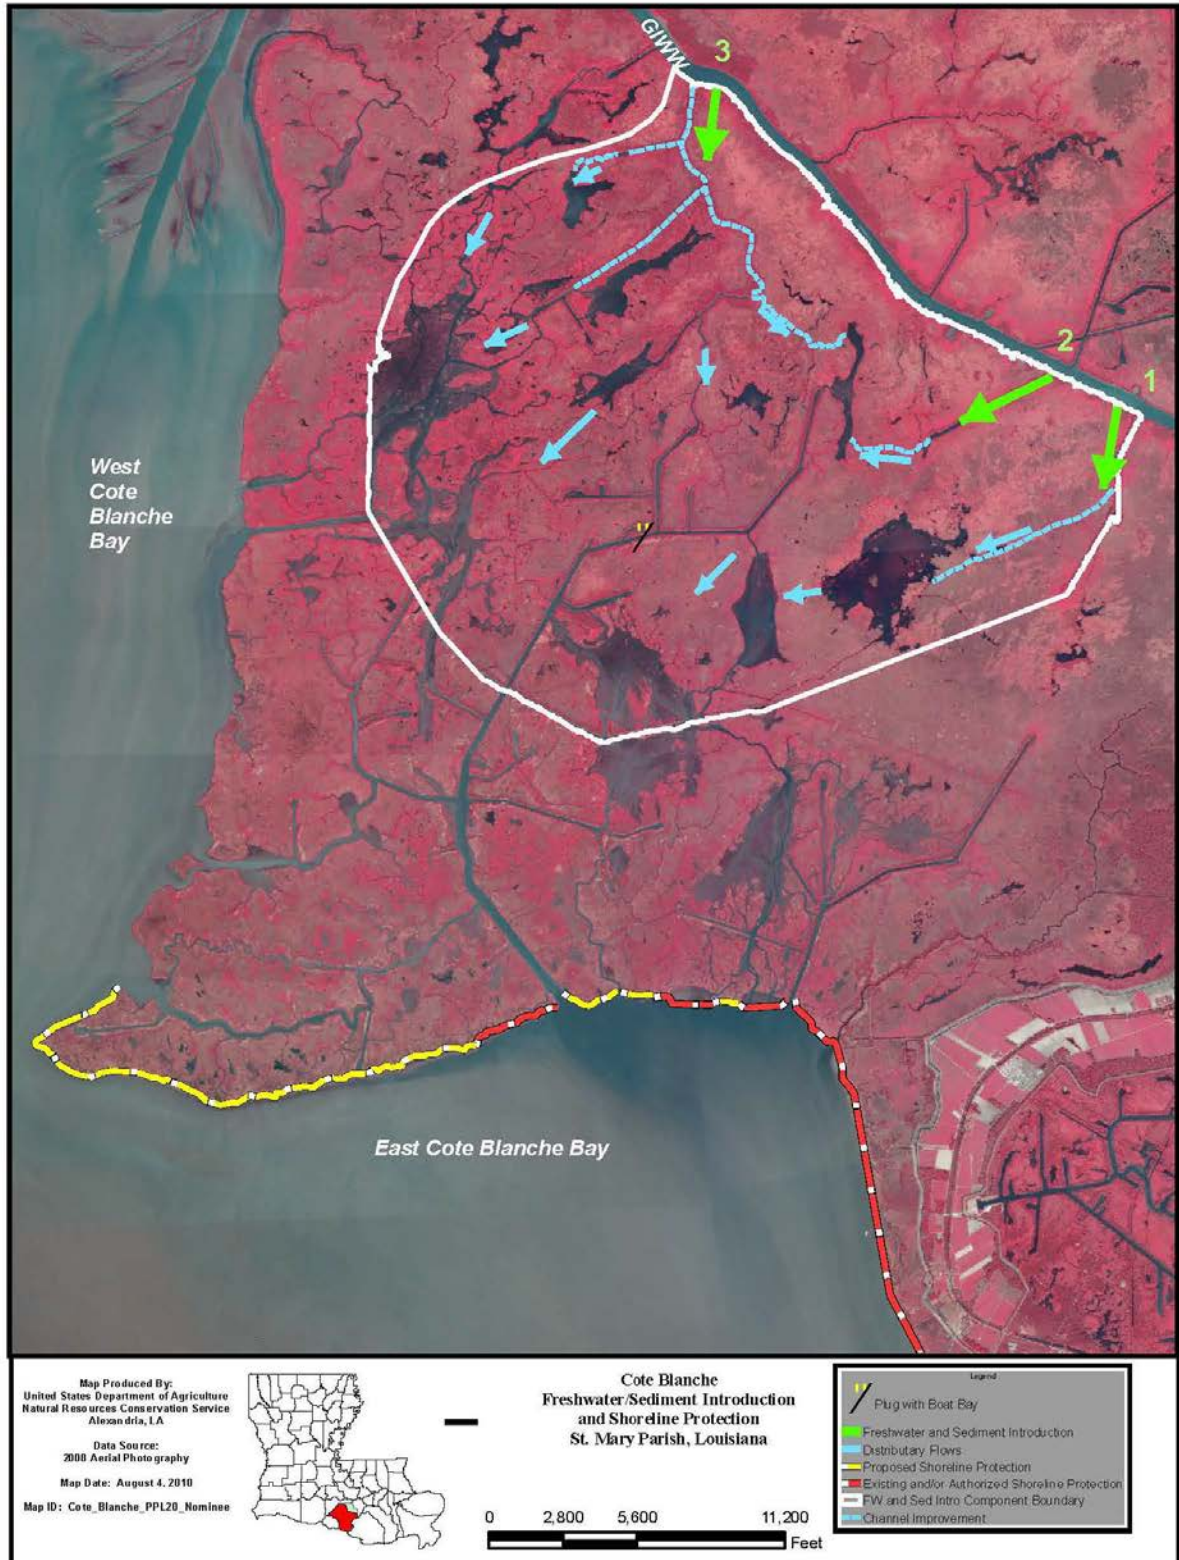 GIWW
3
2
1
West
Cote
Blanche
Bay
East Cote Blanche Bay
Map Produced By:
United States Department of Agriculture
Natural Resources Conservation Service
Alexandria, LA
Data Source:
2008 Aerial Photography
Map Date: August 4, 2010
Map ID: Cote_Blanche_PPL20_Nominee
Cote Blanche
Freshwater/Sediment Introduction
and Shoreline Protection
St. Mary Parish, Louisiana
0 2,800 5,600 11,200
Feet
Legend
Plug with Boat Bay
Freshwater and Sediment Introduction
Distributary Flows
Proposed Shoreline Protection
Existing and/or Authorized Shoreline Protection
FW and Sed Intro Component Boundary
Channel Improvement